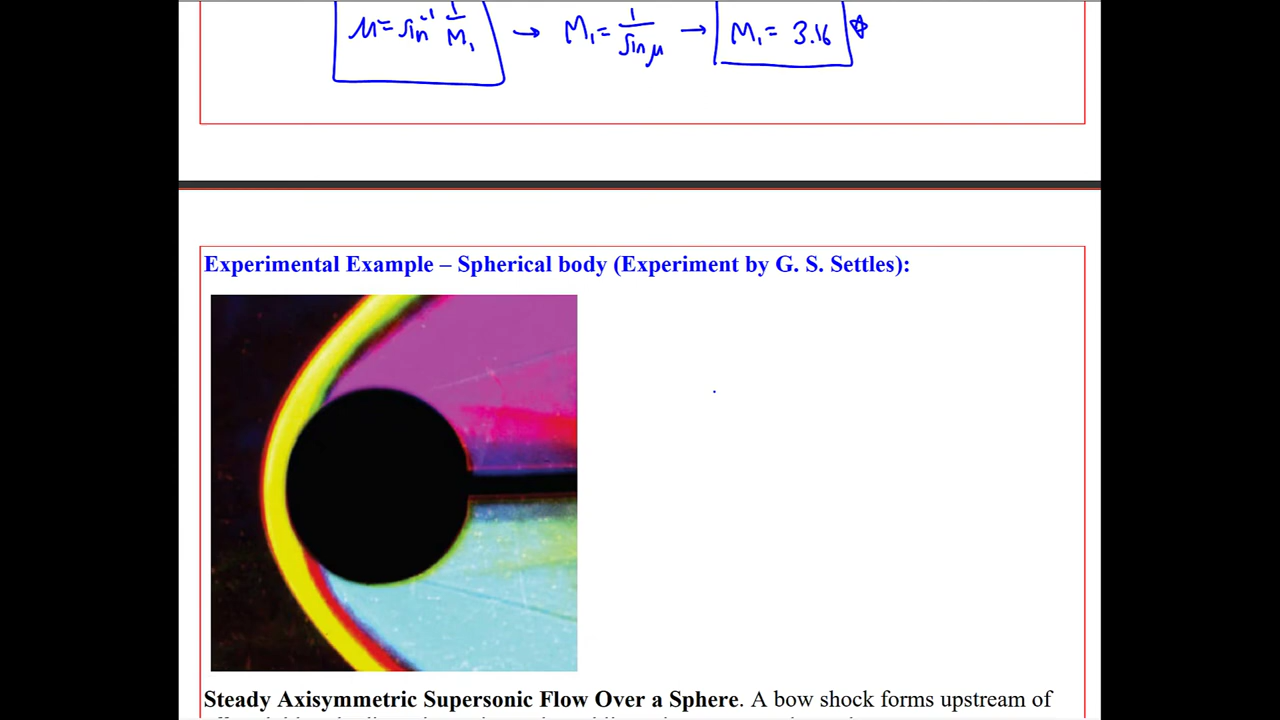 μ = sin⁻¹ 1/M₁ → M₁ = 1/sin μ → M₁ = 3.16
Experimental Example – Spherical body (Experiment by G. S. Settles):
Steady Axisymmetric Supersonic Flow Over a Sphere. A bow shock forms upstream of